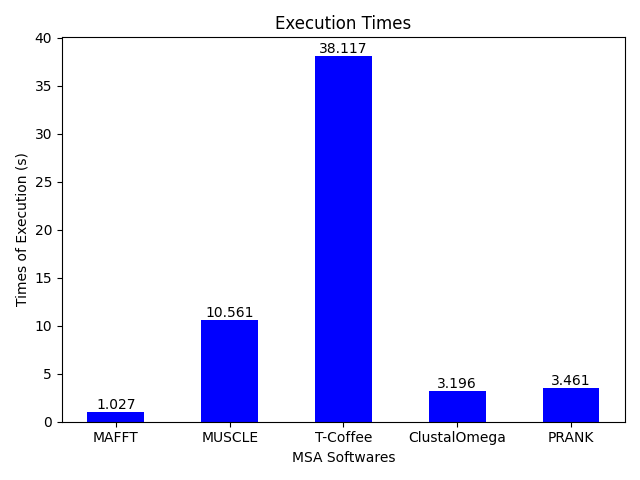 Execution Times
Times of Execution (s)
40
35
30
25
20
15
10
5
0
1.027
10.561
38.117
3.196
3.461
MAFFT
MUSCLE
T-Coffee
ClustalOmega
PRANK
MSA Softwares